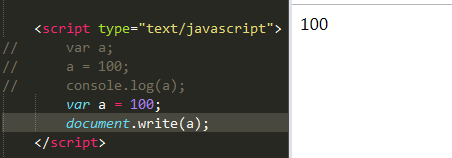 <script type="text/javascript">
//      var a;
//      a = 100;
//      console.log(a);
        var a = 100;
        document.write(a);
</script>
100